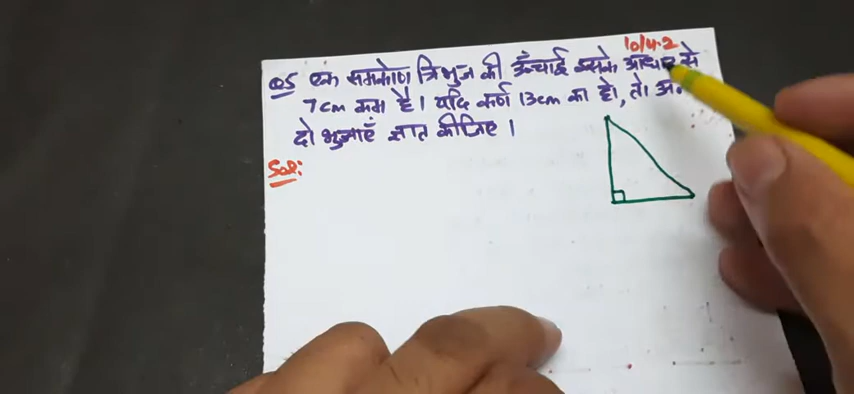 10/4.2
Q5 एक समकोण त्रिभुज की ऊँचाई इसके आधार से
7cm कम है। यदि कर्ण 13cm का हो, तो
दो भुजाएँ ज्ञात कीजिए।
Sol: